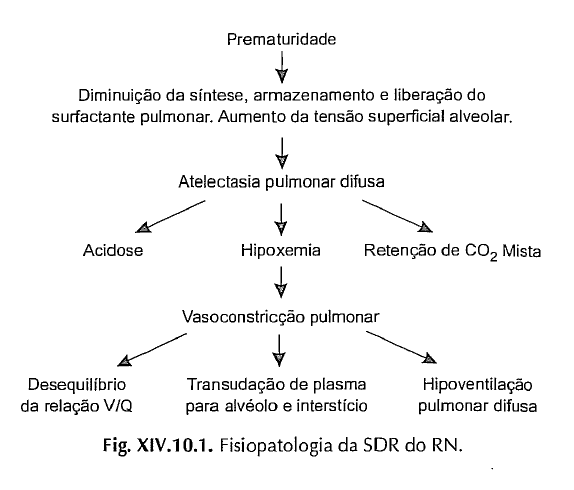 Prematuridade
Diminuição da síntese, armazenamento e liberação do
surfactante pulmonar. Aumento da tensão superficial alveolar.
Atelectasia pulmonar difusa
Acidose Hipoxemia Retenção de CO₂ Mista
Vasoconstricção pulmonar
Desequilíbrio
da relação V/Q
Transudação de plasma
para alvéolo e interstício
Hipoventilação
pulmonar difusa
Fig. XIV.10.1. Fisiopatologia da SDR do RN.